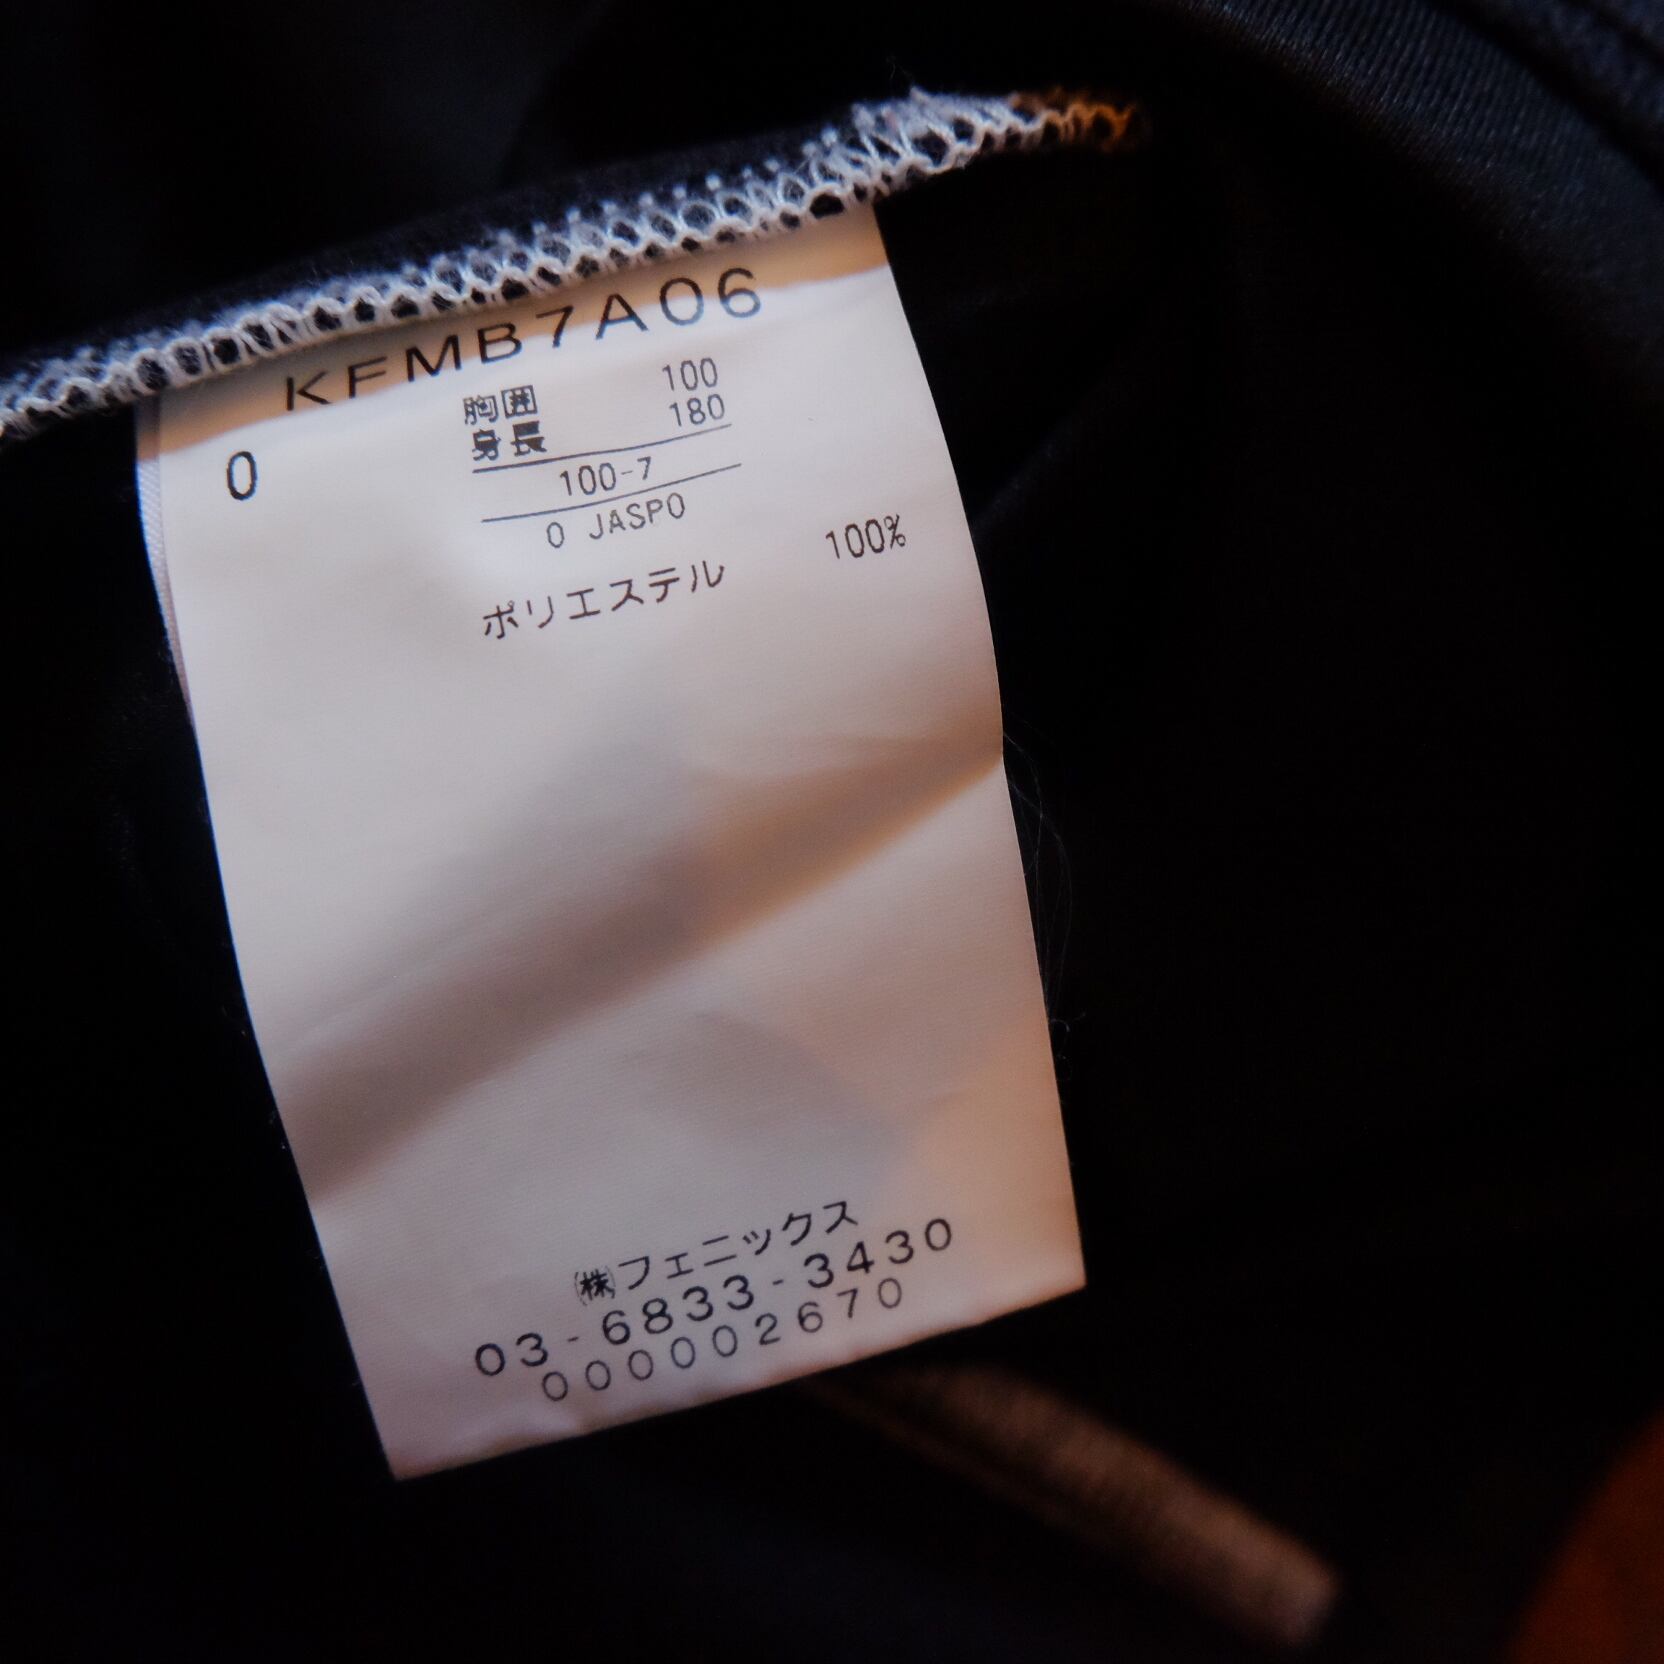 KFMB7A06
胸囲 100
0 身長 180
100-7
0 JASPO
ポリエステル 100%
㈱フェニックス
03-6833-3430
000002670